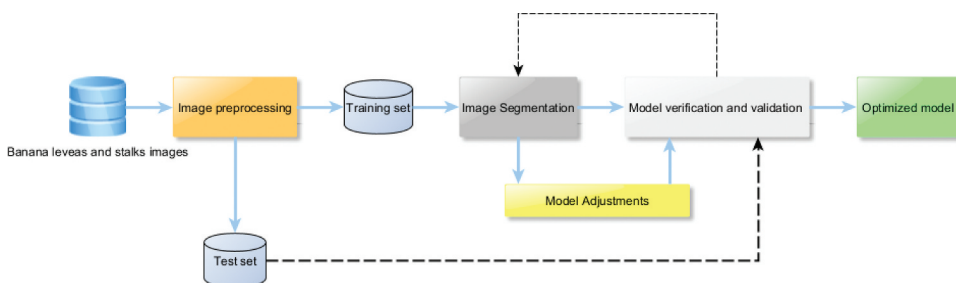 Banana leveas and stalks images
Image preprocessing
Training set
Image Segmentation
Model verification and validation
Optimized model
Model Adjustments
Test set